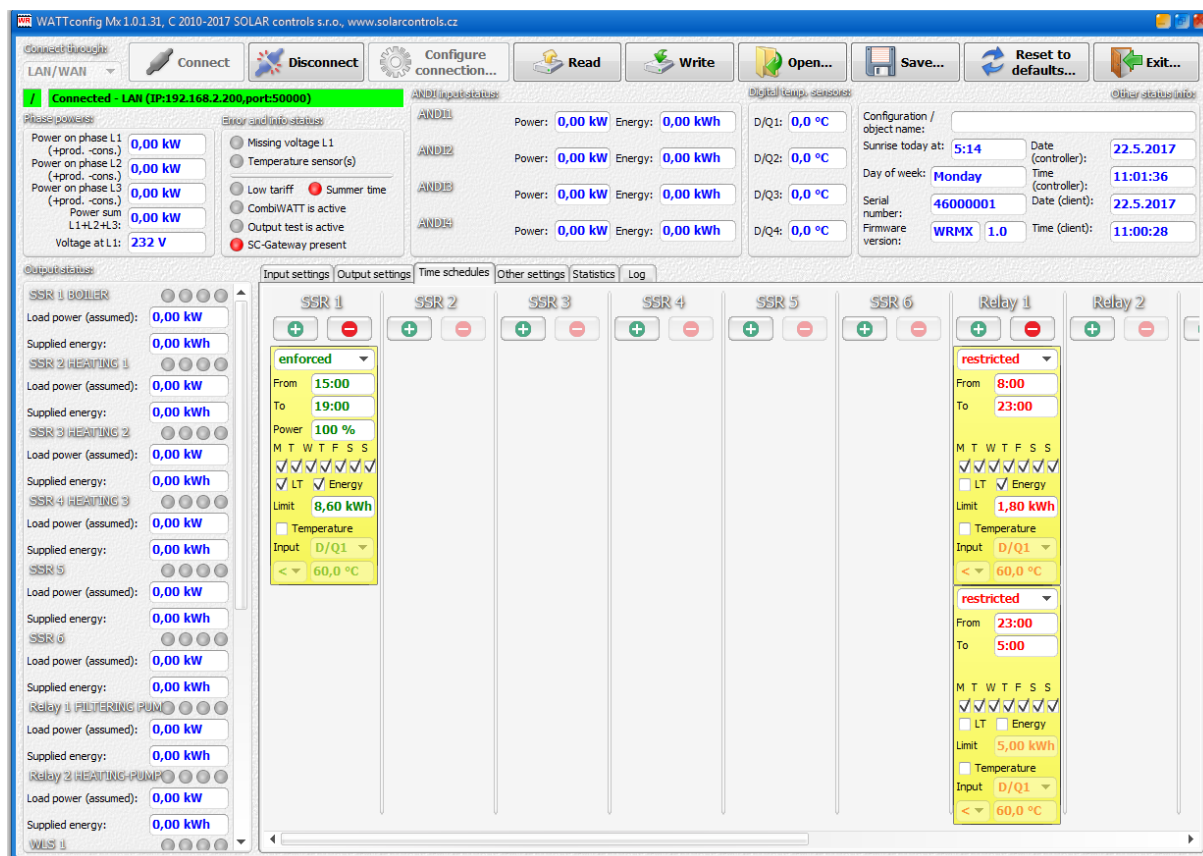 WATTconfig Mx 1.0.1.31, C 2010-2017 SOLAR controls s.r.o., www.solarcontrols.cz
Connect through:
LAN/WAN
Connect
Disconnect
Configure connection...
Read
Write
Open...
Save...
Reset to defaults...
Exit...
/ Connected - LAN (IP:192.168.2.200,port:50000)
Phase powers:
Power on phase L1 (+prod. -cons.) 0,00 kW
Power on phase L2 (+prod. -cons.) 0,00 kW
Power on phase L3 (+prod. -cons.) 0,00 kW
Power sum L1+L2+L3: 0,00 kW
Voltage at L1: 232 V
Error and info status:
Missing voltage L1
Temperature sensor(s)
Low tariff Summer time
CombiWATT is active
Output test is active
SC-Gateway present
ANDI input status:
ANDI1
Power: 0,00 kW Energy: 0,00 kWh
ANDI2
Power: 0,00 kW Energy: 0,00 kWh
ANDI3
Power: 0,00 kW Energy: 0,00 kWh
ANDI4
Power: 0,00 kW Energy: 0,00 kWh
Digital temp. sensors:
D/Q1: 0,0 °C
D/Q2: 0,0 °C
D/Q3: 0,0 °C
D/Q4: 0,0 °C
Other status info:
Configuration / object name:
Sunrise today at: 5:14 Date (controller): 22.5.2017
Day of week: Monday Time (controller): 11:01:36
Serial number: 46000001 Date (client): 22.5.2017
Firmware version: WRMX 1.0 Time (client): 11:00:28
Output status:
SSR 1 BOILER
Load power (assumed): 0,00 kW
Supplied energy: 0,00 kWh
SSR 2 HEATING 1
Load power (assumed): 0,00 kW
Supplied energy: 0,00 kWh
SSR 3 HEATING 2
Load power (assumed): 0,00 kW
Supplied energy: 0,00 kWh
SSR 4 HEATING 3
Load power (assumed): 0,00 kW
Supplied energy: 0,00 kWh
SSR 5
Load power (assumed): 0,00 kW
Supplied energy: 0,00 kWh
SSR 6
Load power (assumed): 0,00 kW
Supplied energy: 0,00 kWh
Relay 1 FILTERING PUM
Load power (assumed): 0,00 kW
Supplied energy: 0,00 kWh
Relay 2 HEATING-PUMP
Load power (assumed): 0,00 kW
Supplied energy: 0,00 kWh
WLS 1
Input settings Output settings Time schedules Other settings Statistics Log
SSR 1 SSR 2 SSR 3 SSR 4 SSR 5 SSR 6 Relay 1 Relay 2
enforced
From 15:00
To 19:00
Power 100 %
M T W T F S S
LT Energy
Limit 8,60 kWh
Temperature
Input D/Q1
< 60,0 °C
restricted
From 8:00
To 23:00
M T W T F S S
LT Energy
Limit 1,80 kWh
Temperature
Input D/Q1
< 60,0 °C
restricted
From 23:00
To 5:00
M T W T F S S
LT Energy
Limit 5,00 kWh
Temperature
Input D/Q1
< 60,0 °C